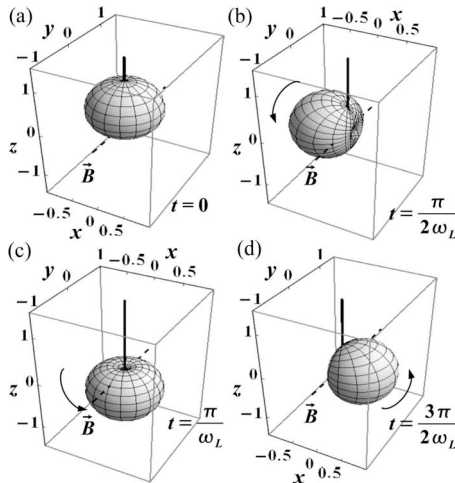 (a)
1
y 0
-1
1
0
z
-1
B⃗
-0.5
0
0.5
x
t = 0
(b)
x
-0.5 0 0.5
1
y 0
-1
1
0
z
-1
B⃗
t = π/2ω_L
(c)
x
1 -0.5 0 0.5
y 0
-1
1
0
z
-1
B⃗
t = π/ω_L
(d)
1
y 0
-1
1
0
z
-1
B⃗
-0.5
0
0.5
x
t = 3π/2ω_L